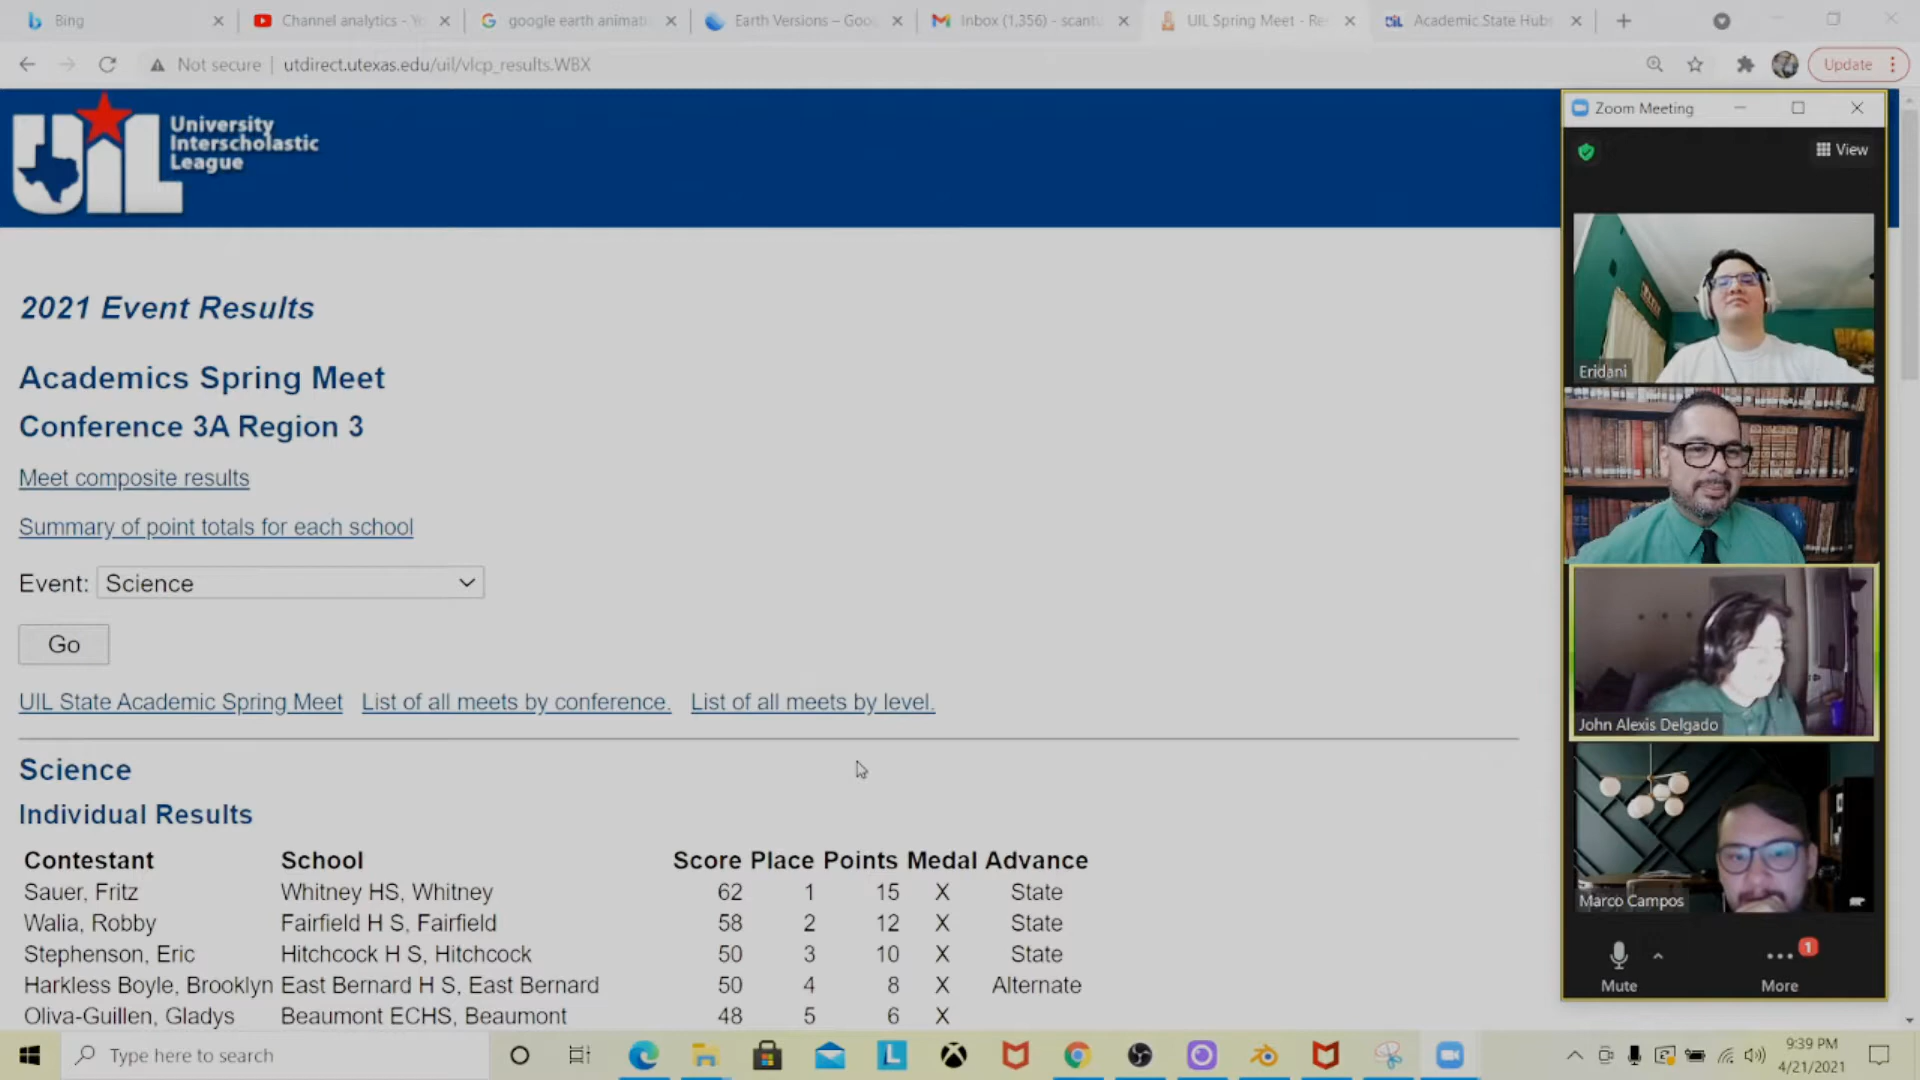 Bing
Channel analytics - Yo
google earth animati
Earth Versions – Goo
Inbox (1,356) - scantu
UIL Spring Meet - Re
Academic State Hub
Not secure
utdirect.utexas.edu/uil/vlcp_results.WBX
Update
UIL
University
Interscholastic
League
2021 Event Results
Academics Spring Meet
Conference 3A Region 3
Meet composite results
Summary of point totals for each school
Event: Science
Go
UIL State Academic Spring Meet List of all meets by conference. List of all meets by level.
Science
Individual Results
Contestant School Score Place Points Medal Advance
Sauer, Fritz Whitney HS, Whitney 62 1 15 X State
Walia, Robby Fairfield H S, Fairfield 58 2 12 X State
Stephenson, Eric Hitchcock H S, Hitchcock 50 3 10 X State
Harkless Boyle, Brooklyn East Bernard H S, East Bernard 50 4 8 X Alternate
Oliva-Guillen, Gladys Beaumont ECHS, Beaumont 48 5 6 X
Zoom Meeting
View
Eridani
John Alexis Delgado
Marco Campos
1
Mute
More
Type here to search
9:39 PM
4/21/2021